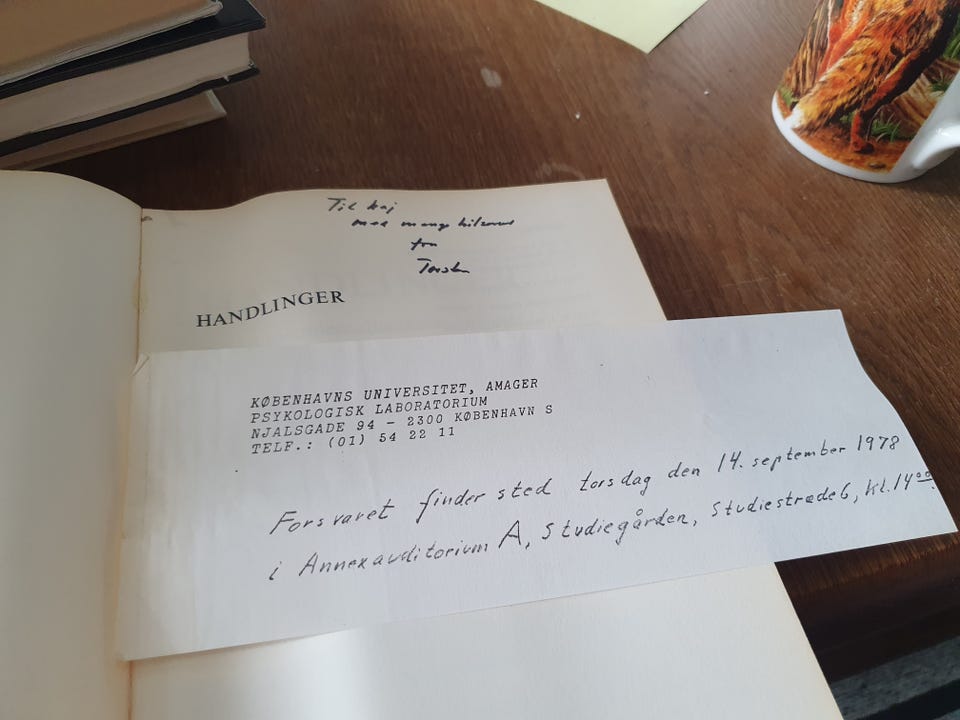 Til Kaj
med mange hilsener
fra
Torsten
HANDLINGER
KØBENHAVNS UNIVERSITET, AMAGER
PSYKOLOGISK LABORATORIUM
NJALSGADE 94 - 2300 KØBENHAVN S
TELF.: (01) 54 22 11
Forsvaret finder sted torsdag den 14. september 1978
i Annexauditorium A, Studiegården, Studiestræde 6, kl. 14⁰⁰.